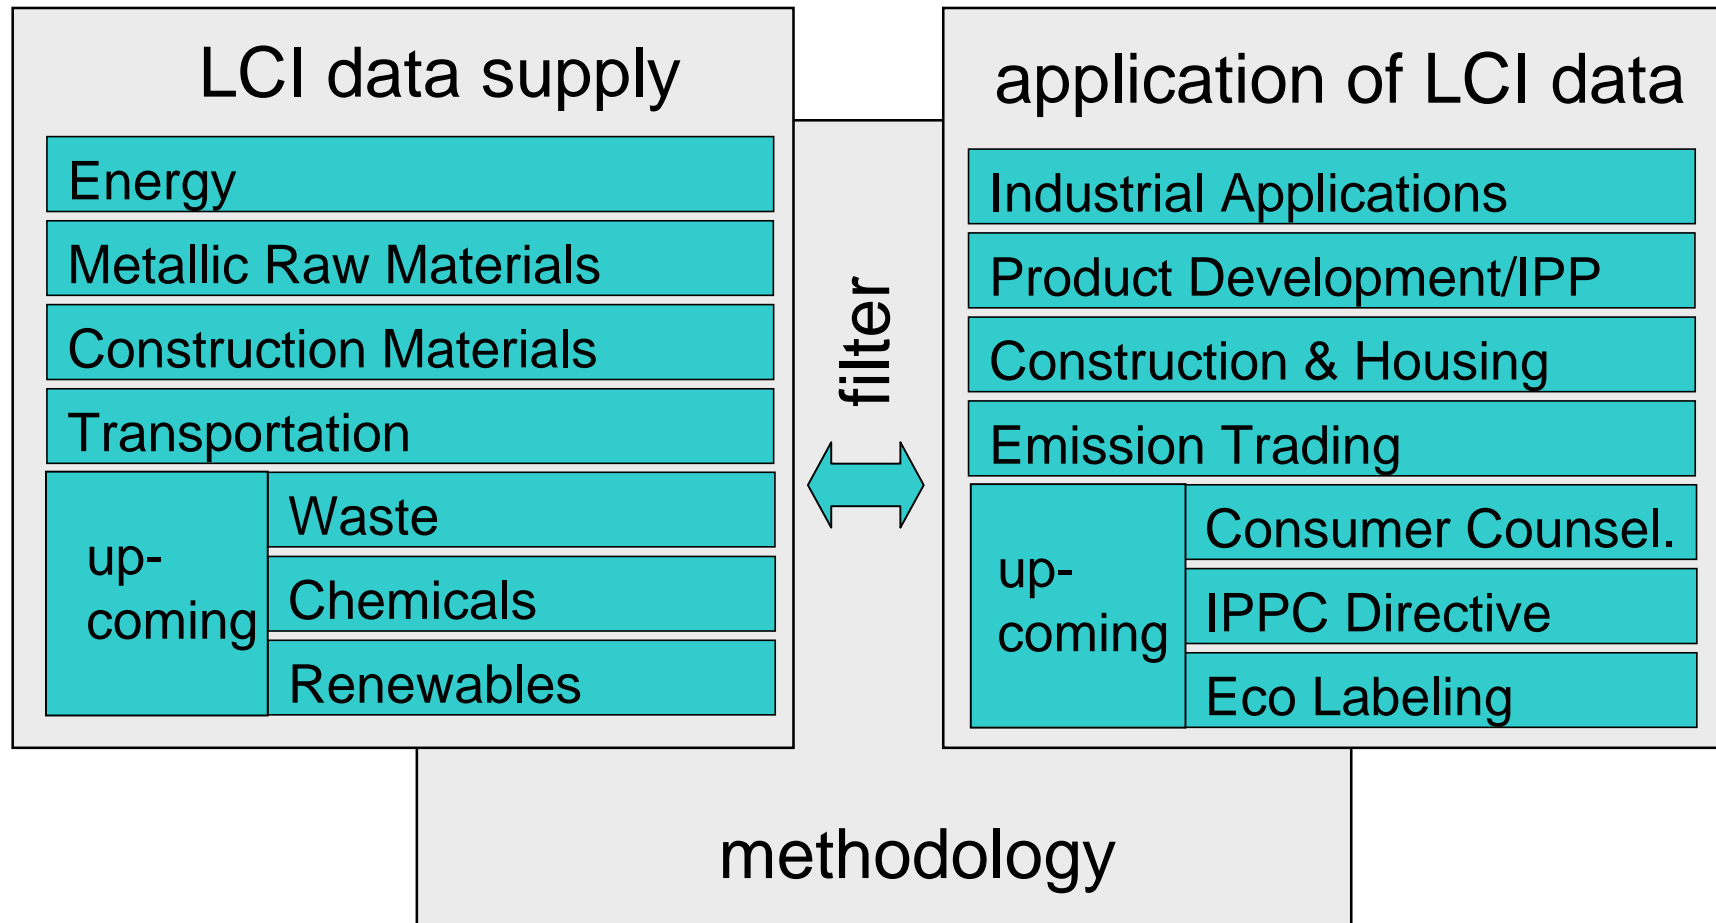 LCI data supply
Energy
Metallic Raw Materials
Construction Materials
Transportation
up-
coming
Waste
Chemicals
Renewables
filter
application of LCI data
Industrial Applications
Product Development/IPP
Construction & Housing
Emission Trading
up-
coming
Consumer Counsel.
IPPC Directive
Eco Labeling
methodology